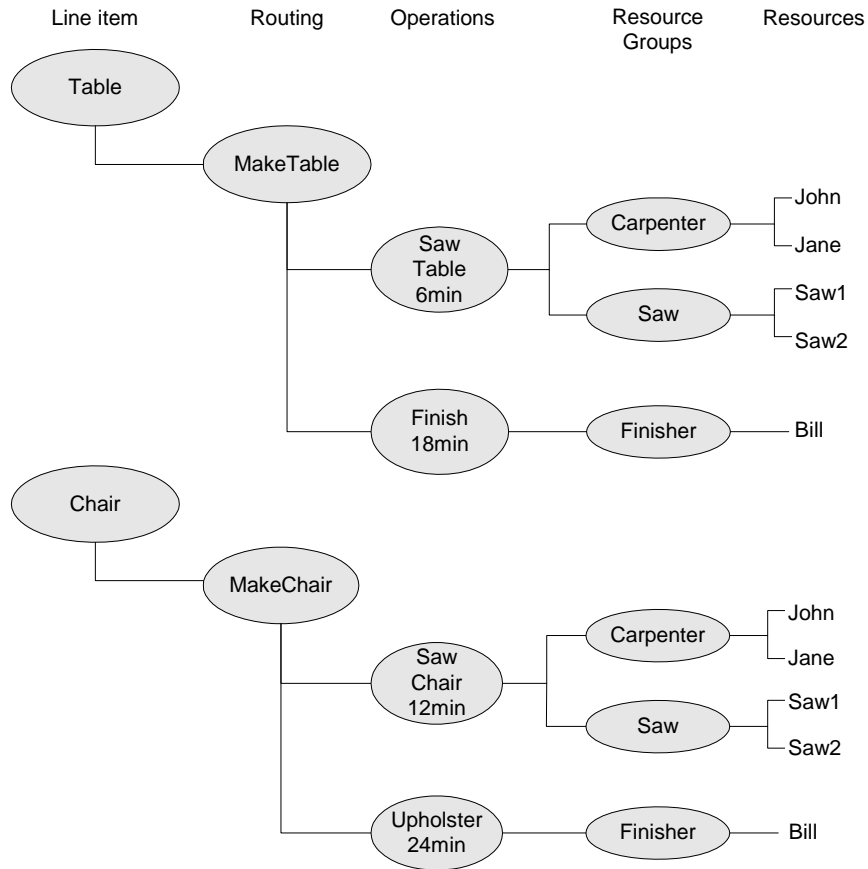 Line item Routing Operations Resource Groups Resources
Table
MakeTable
Saw
Table
6min
Carpenter
John
Jane
Saw
Saw1
Saw2
Finish
18min
Finisher
Bill
Chair
MakeChair
Saw
Chair
12min
Carpenter
John
Jane
Saw
Saw1
Saw2
Upholster
24min
Finisher
Bill